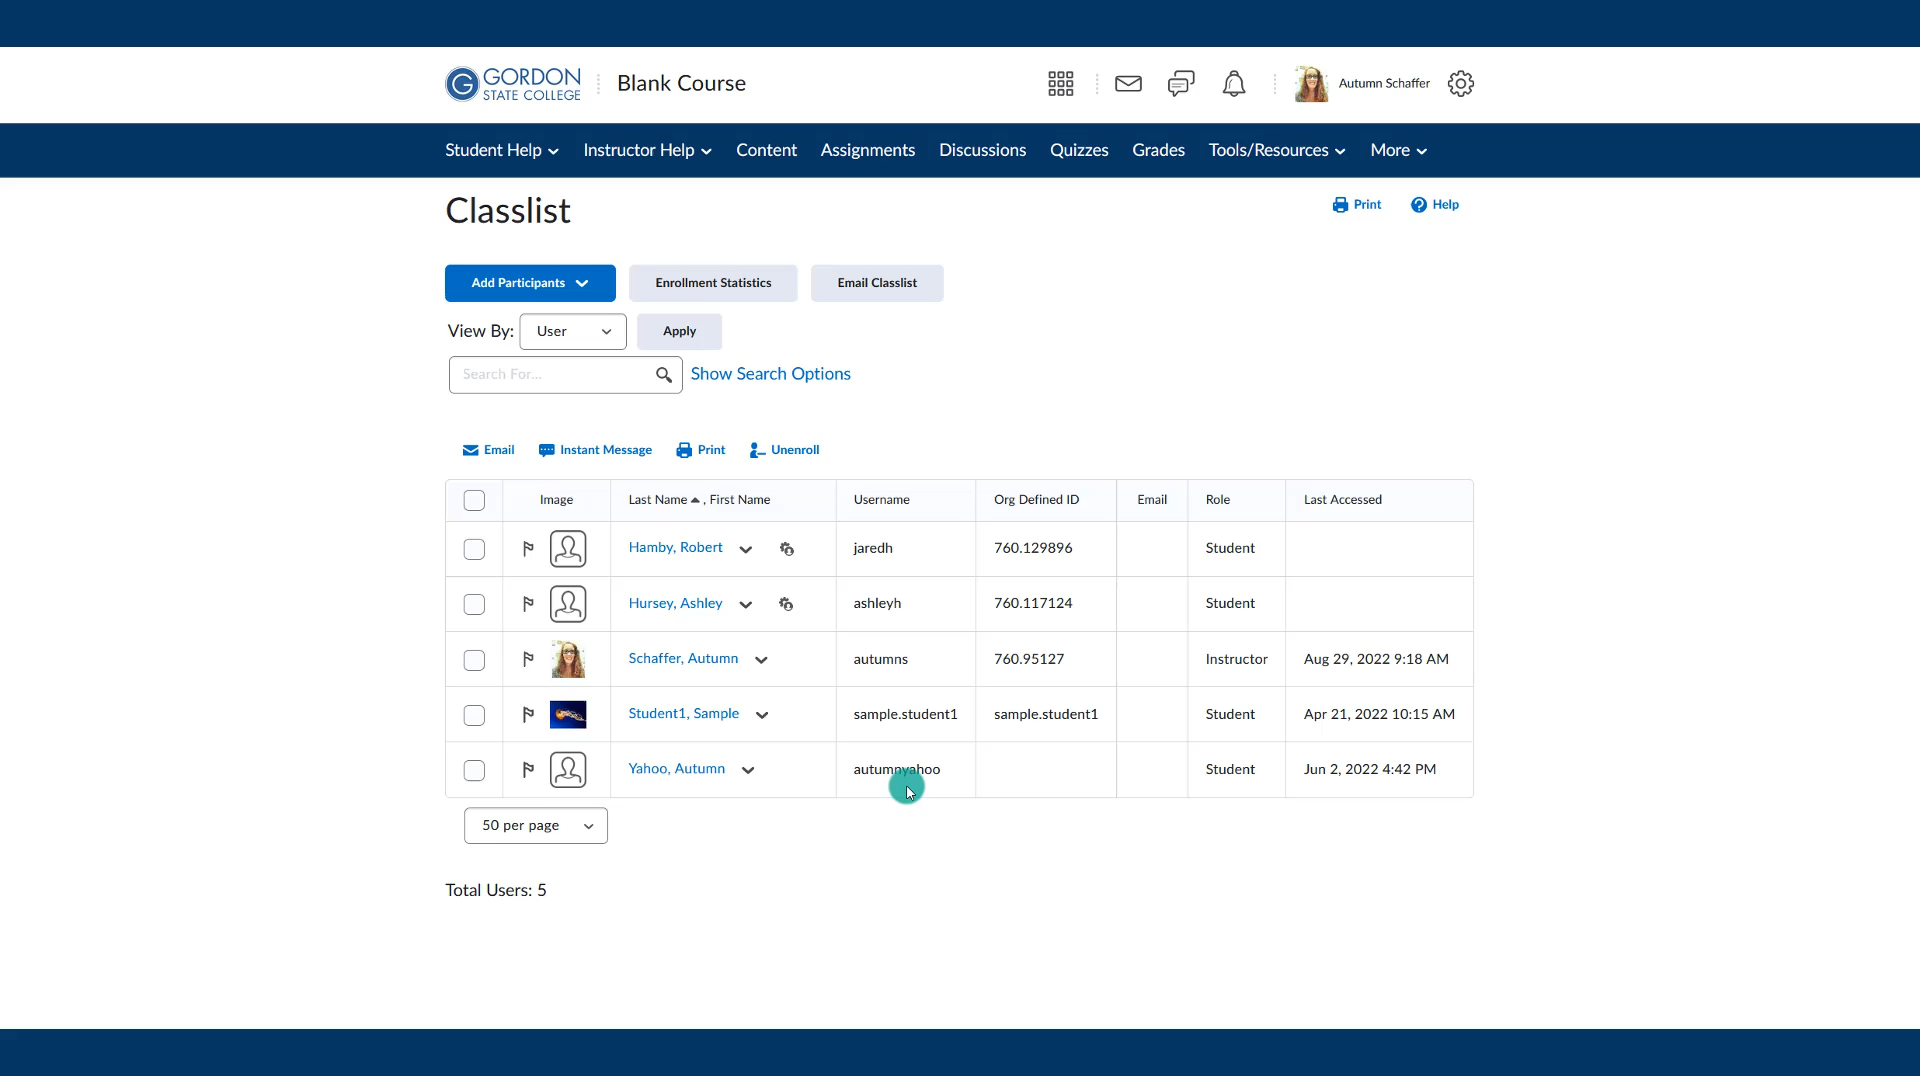 GORDON
STATE COLLEGE
Blank Course
Autumn Schaffer
Student Help Instructor Help Content Assignments Discussions Quizzes Grades Tools/Resources More
Classlist
Print Help
Add Participants Enrollment Statistics Email Classlist
View By: User Apply
Search For... Show Search Options
Email Instant Message Print Unenroll
Image Last Name , First Name Username Org Defined ID Email Role Last Accessed
Hamby, Robert jaredh 760.129896 Student
Hursey, Ashley ashleyh 760.117124 Student
Schaffer, Autumn autumns 760.95127 Instructor Aug 29, 2022 9:18 AM
Student1, Sample sample.student1 sample.student1 Student Apr 21, 2022 10:15 AM
Yahoo, Autumn autumnyahoo Student Jun 2, 2022 4:42 PM
50 per page
Total Users: 5